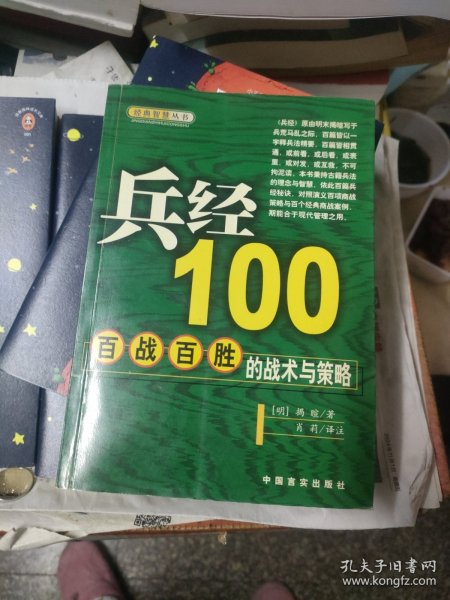 经典智慧丛书
JINGDIANZHIHUICONGSHU
《兵经》原由明末揭暄写于
兵荒马乱之际，百篇皆以一
字释兵法精要，百篇皆相贯
通，或前看，或后看，或表
里，或对发，或互救，不可
拘泥读。本书秉持古籍兵法
的理念与智慧，依此百篇兵
经秘诀，对照演义百项商战
策略与百个经典商战案例，
期能合于现代管理之用。
兵经
100
百战百胜
的战术与策略
［明］揭 暄/著
肖 莉/译注
中国言实出版社
孔夫子旧书网
www.kongfz.com